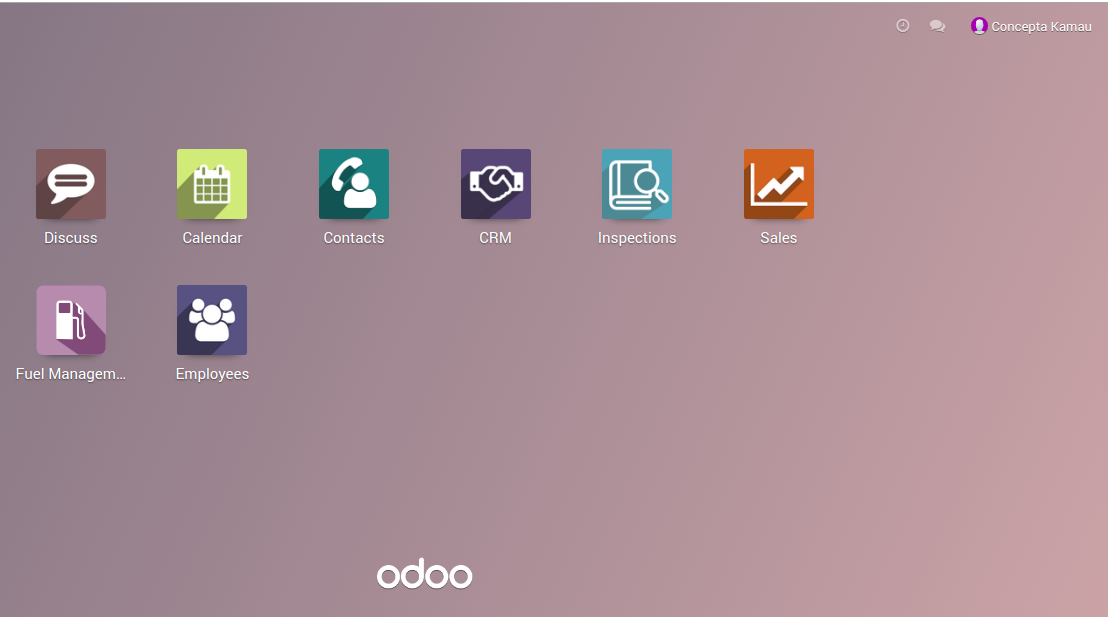 Concepta Kamau
Discuss
Calendar
Contacts
CRM
Inspections
Sales
Fuel Managem...
Employees
odoo